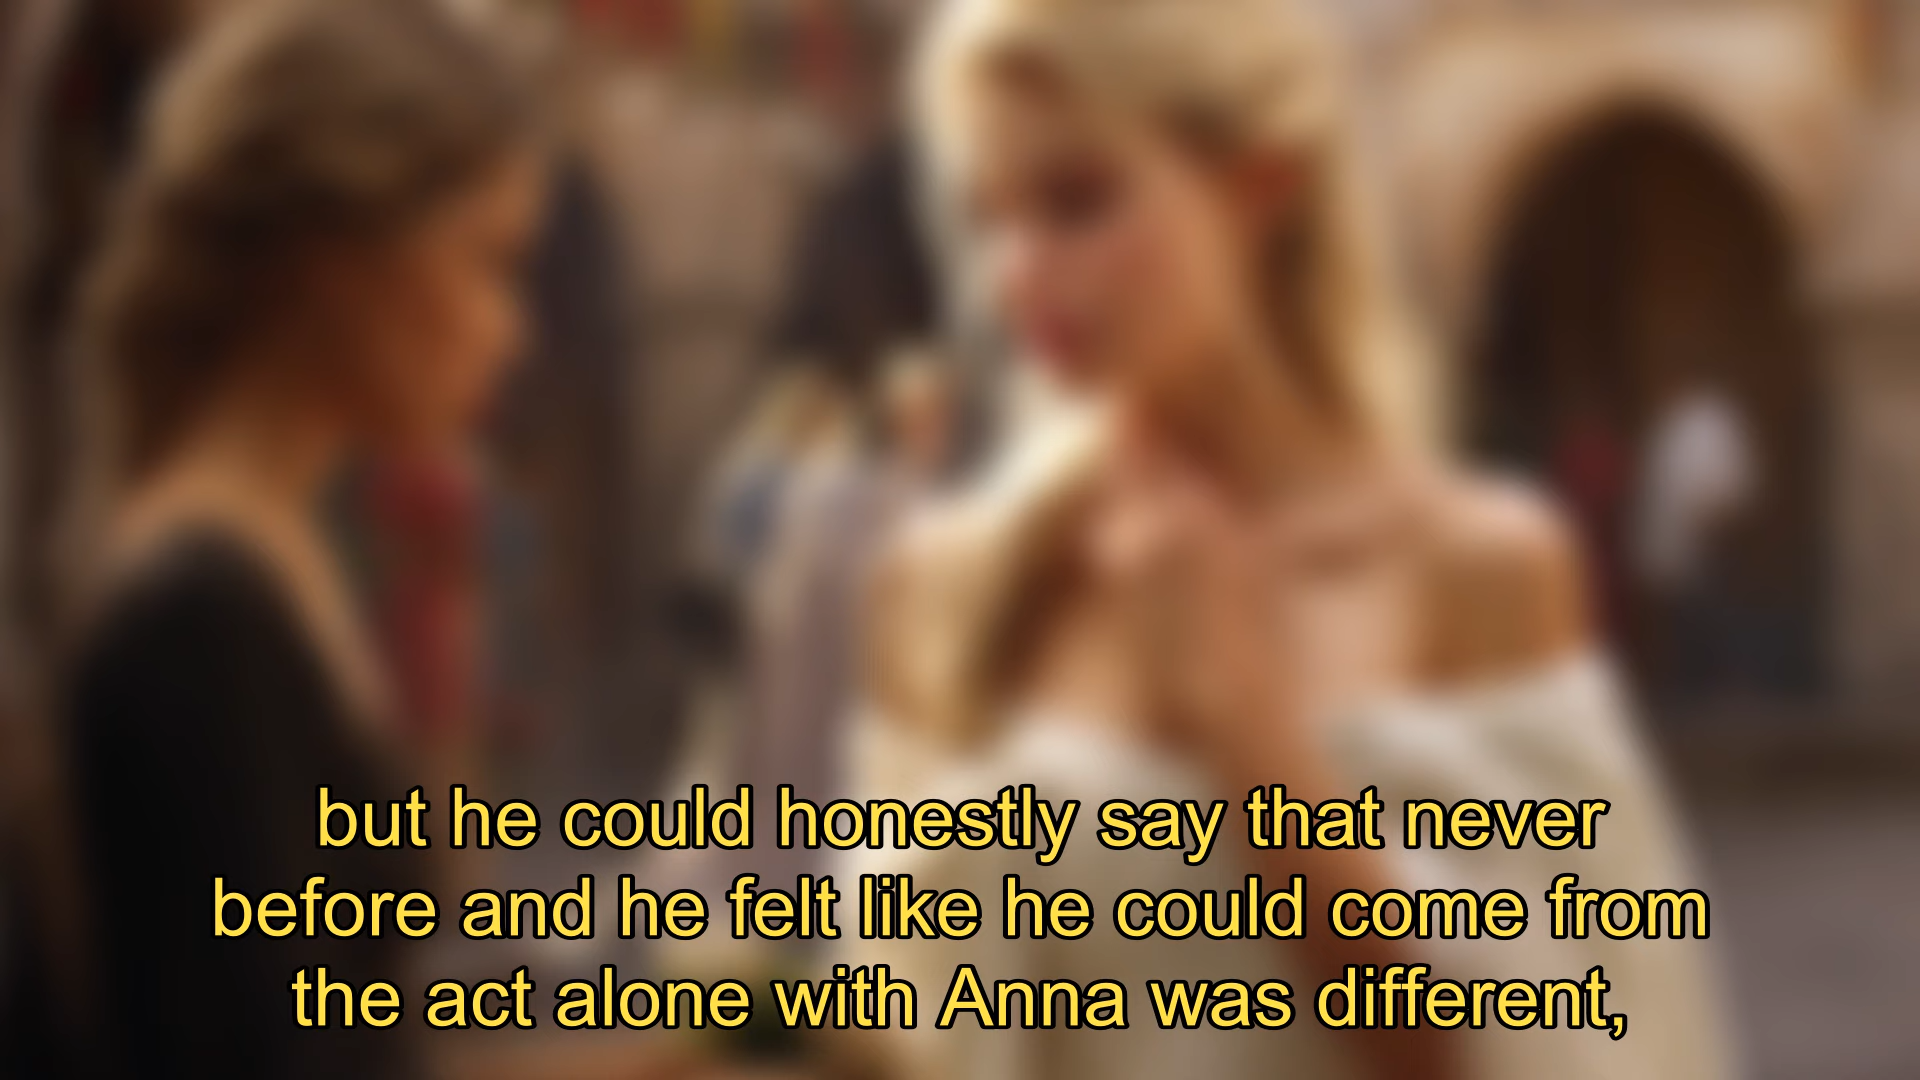 but he could honestly say that never
before and he felt like he could come from
the act alone with Anna was different,